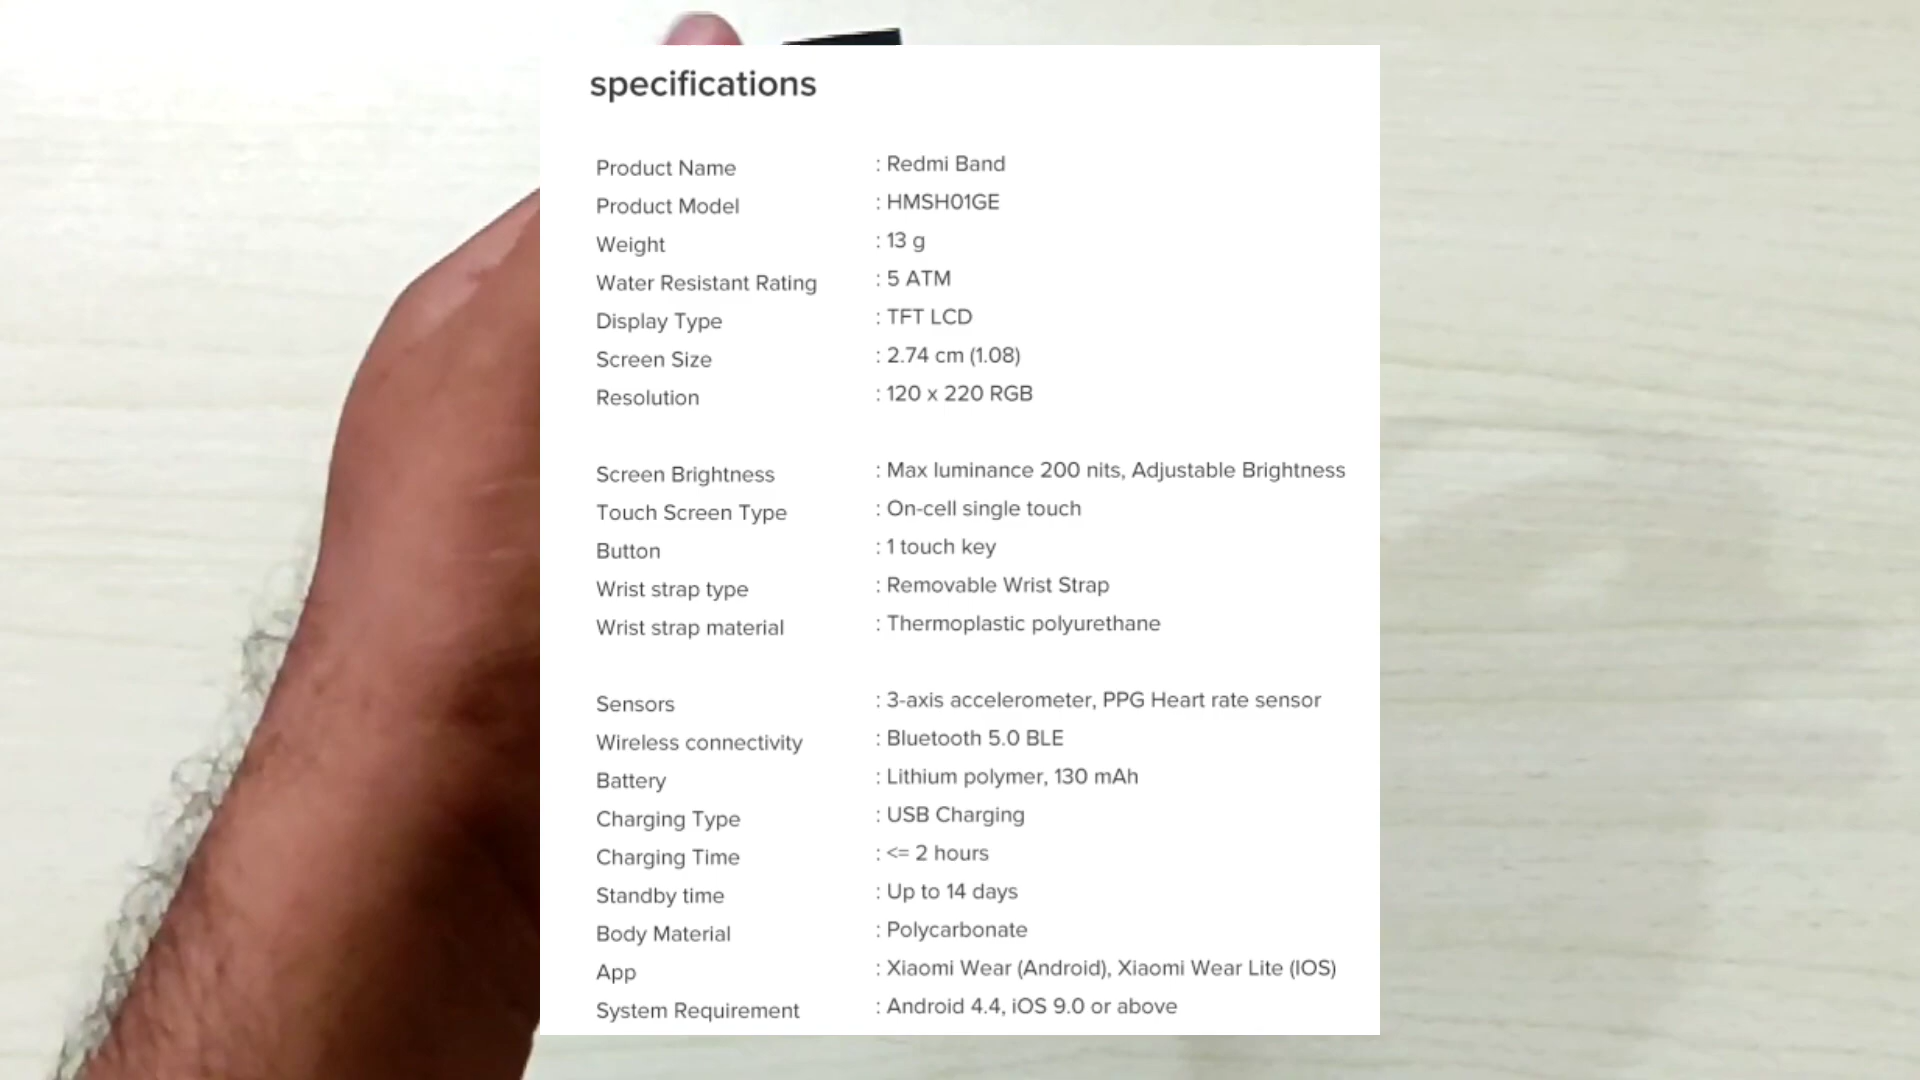 specifications
Product Name : Redmi Band
Product Model : HMSH01GE
Weight : 13 g
Water Resistant Rating : 5 ATM
Display Type : TFT LCD
Screen Size : 2.74 cm (1.08)
Resolution : 120 x 220 RGB
Screen Brightness : Max luminance 200 nits, Adjustable Brightness
Touch Screen Type : On-cell single touch
Button : 1 touch key
Wrist strap type : Removable Wrist Strap
Wrist strap material : Thermoplastic polyurethane
Sensors : 3-axis accelerometer, PPG Heart rate sensor
Wireless connectivity : Bluetooth 5.0 BLE
Battery : Lithium polymer, 130 mAh
Charging Type : USB Charging
Charging Time : <= 2 hours
Standby time : Up to 14 days
Body Material : Polycarbonate
App : Xiaomi Wear (Android), Xiaomi Wear Lite (IOS)
System Requirement : Android 4.4, iOS 9.0 or above